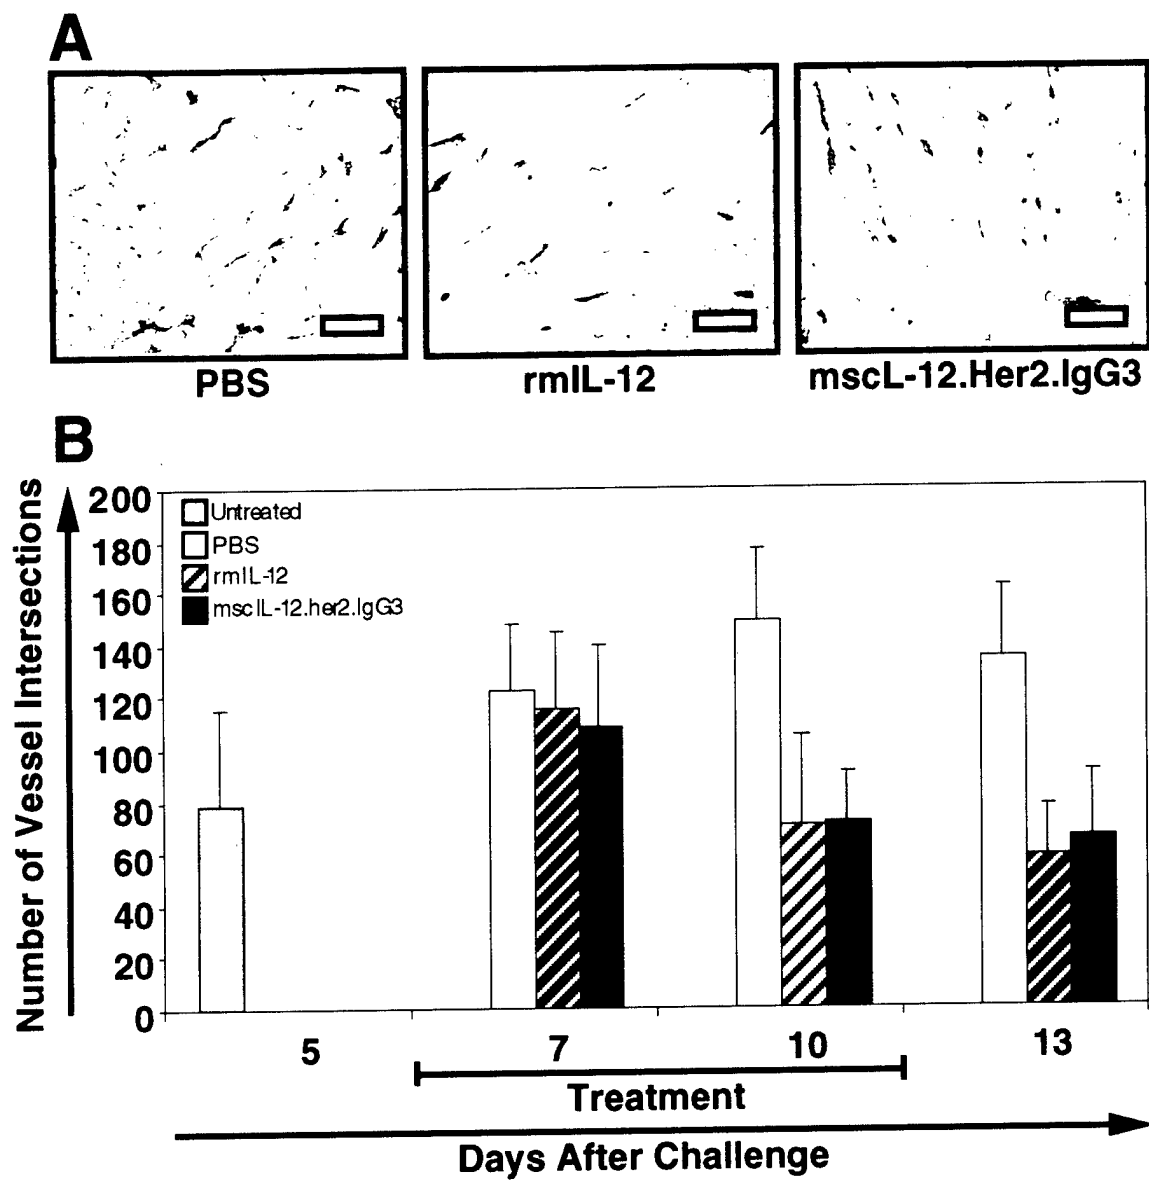 A
PBS
rmIL-12
mscL-12.Her2.IgG3
B
Number of Vessel Intersections
200
180
160
140
120
100
80
60
40
20
0
Untreated
PBS
rmIL-12
mscIL-12.her2.IgG3
5
7
10
13
Treatment
Days After Challenge